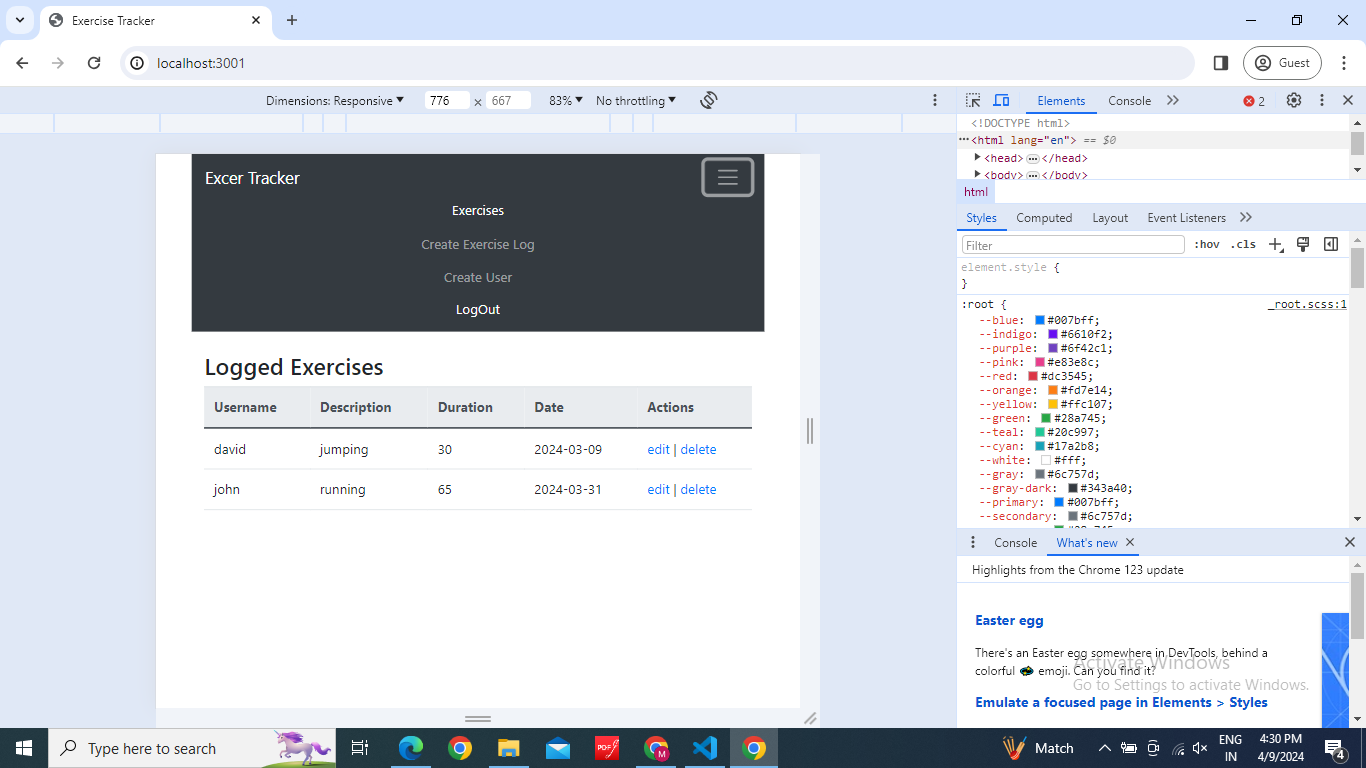 Exercise Tracker
localhost:3001
Guest
Dimensions: Responsive 776 × 667 83% No throttling
Elements Console 2
<!DOCTYPE html>
<html lang="en"> == $0
<head> … </head>
<body> … </body>
html
Styles Computed Layout Event Listeners
Filter :hov .cls
element.style {
}
:root { _root.scss:1
--blue: #007bff;
--indigo: #6610f2;
--purple: #6f42c1;
--pink: #e83e8c;
--red: #dc3545;
--orange: #fd7e14;
--yellow: #ffc107;
--green: #28a745;
--teal: #20c997;
--cyan: #17a2b8;
--white: #fff;
--gray: #6c757d;
--gray-dark: #343a40;
--primary: #007bff;
--secondary: #6c757d;
Console What's new
Highlights from the Chrome 123 update
Easter egg
There's an Easter egg somewhere in DevTools, behind a
colorful emoji. Can you find it?
Emulate a focused page in Elements > Styles
Activate Windows
Go to Settings to activate Windows.
Excer Tracker
Exercises
Create Exercise Log
Create User
LogOut
Logged Exercises
Username Description Duration Date Actions
david jumping 30 2024-03-09 edit | delete
john running 65 2024-03-31 edit | delete
Type here to search
PDF
M
Match
ENG
IN
4:30 PM
4/9/2024
4